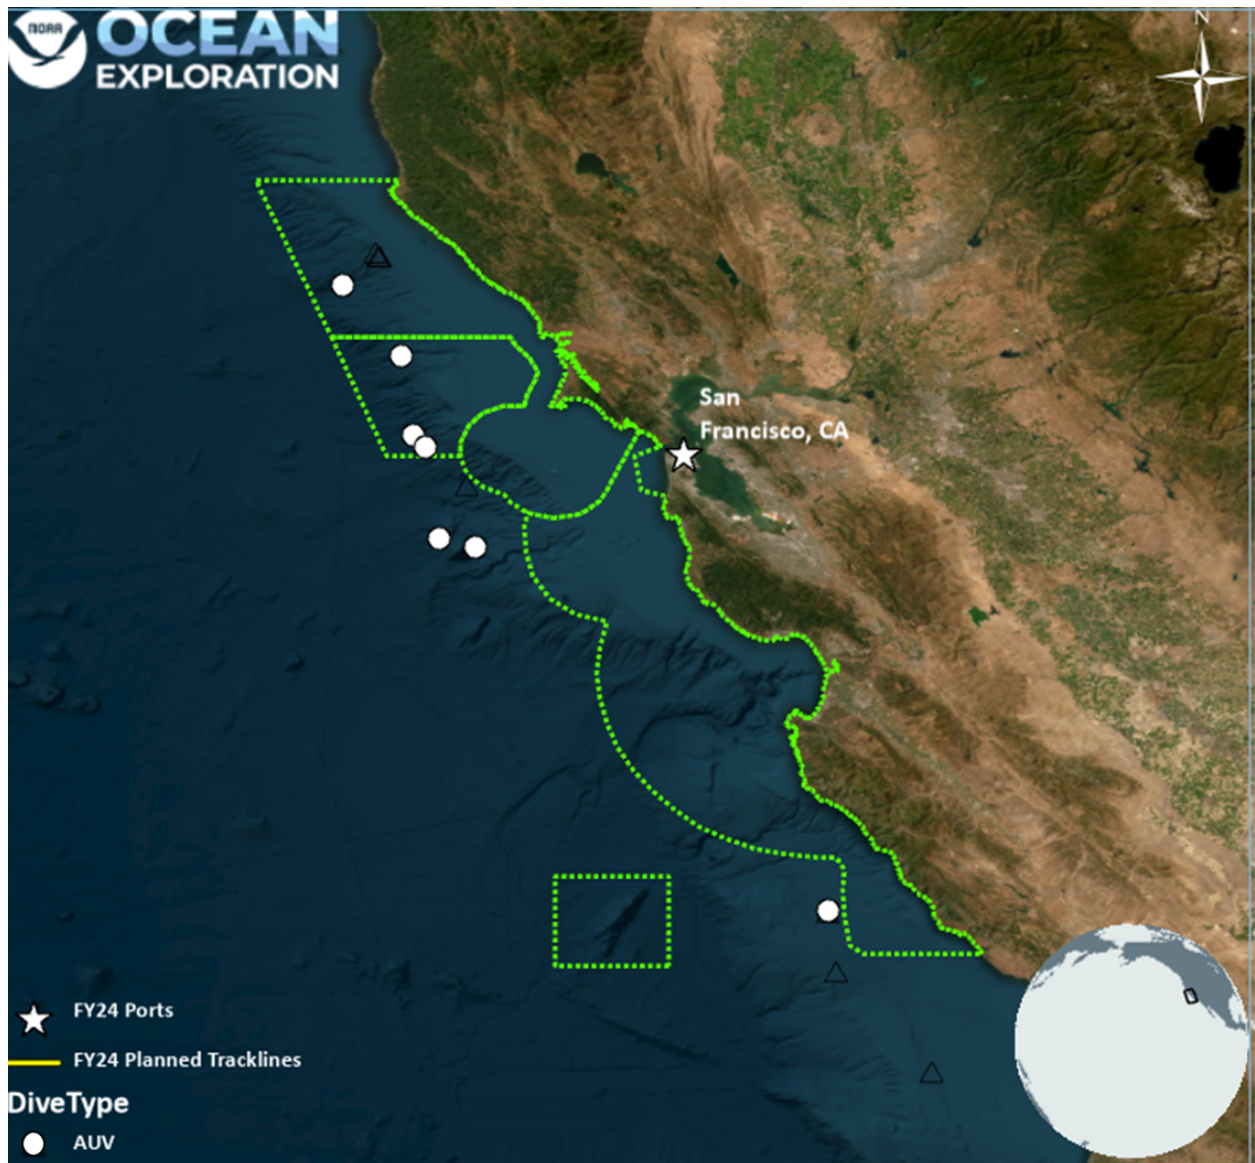 NOAA
OCEAN
EXPLORATION
N
San
Francisco, CA
FY24 Ports
FY24 Planned Tracklines
DiveType
AUV